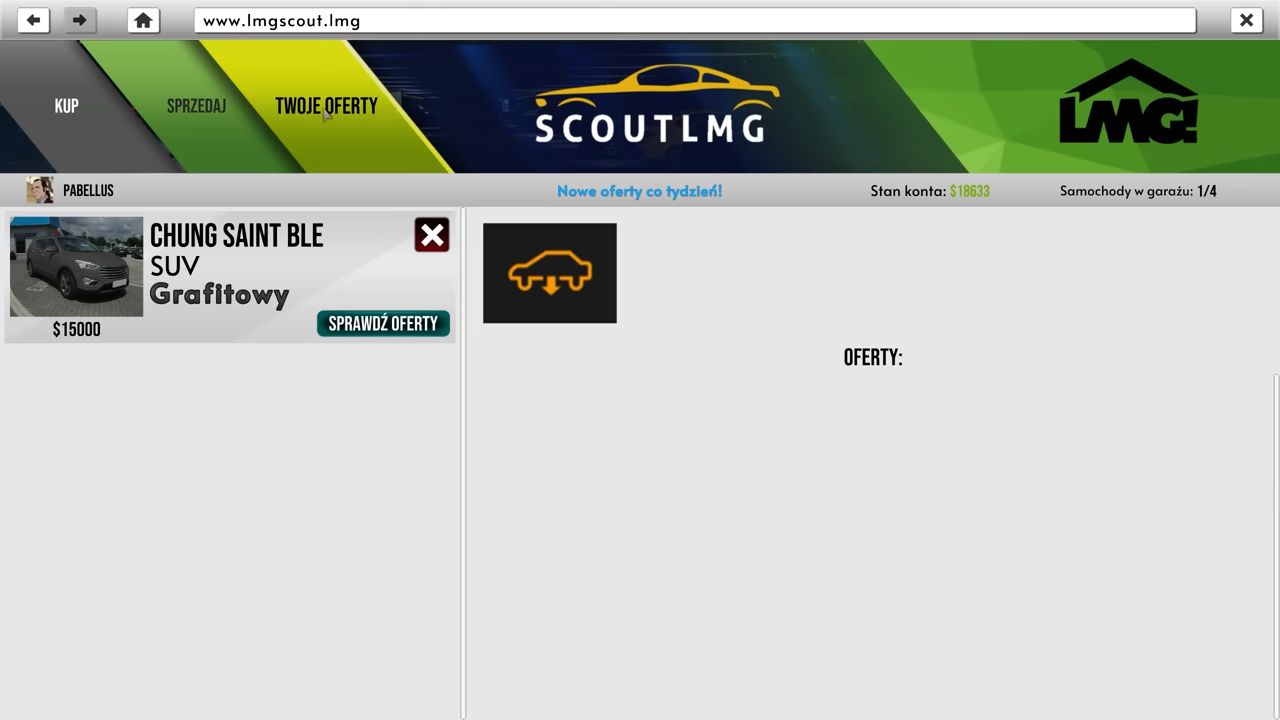 www.lmgscout.lmg
KUP
SPRZEDAJ
TWOJE OFERTY
SCOUTLMG
LMG!
PABELLUS
Nowe oferty co tydzień!
Stan konta: $18633
Samochody w garażu: 1/4
CHUNG SAINT BLE
SUV
Grafitowy
$15000
SPRAWDŹ OFERTY
OFERTY: